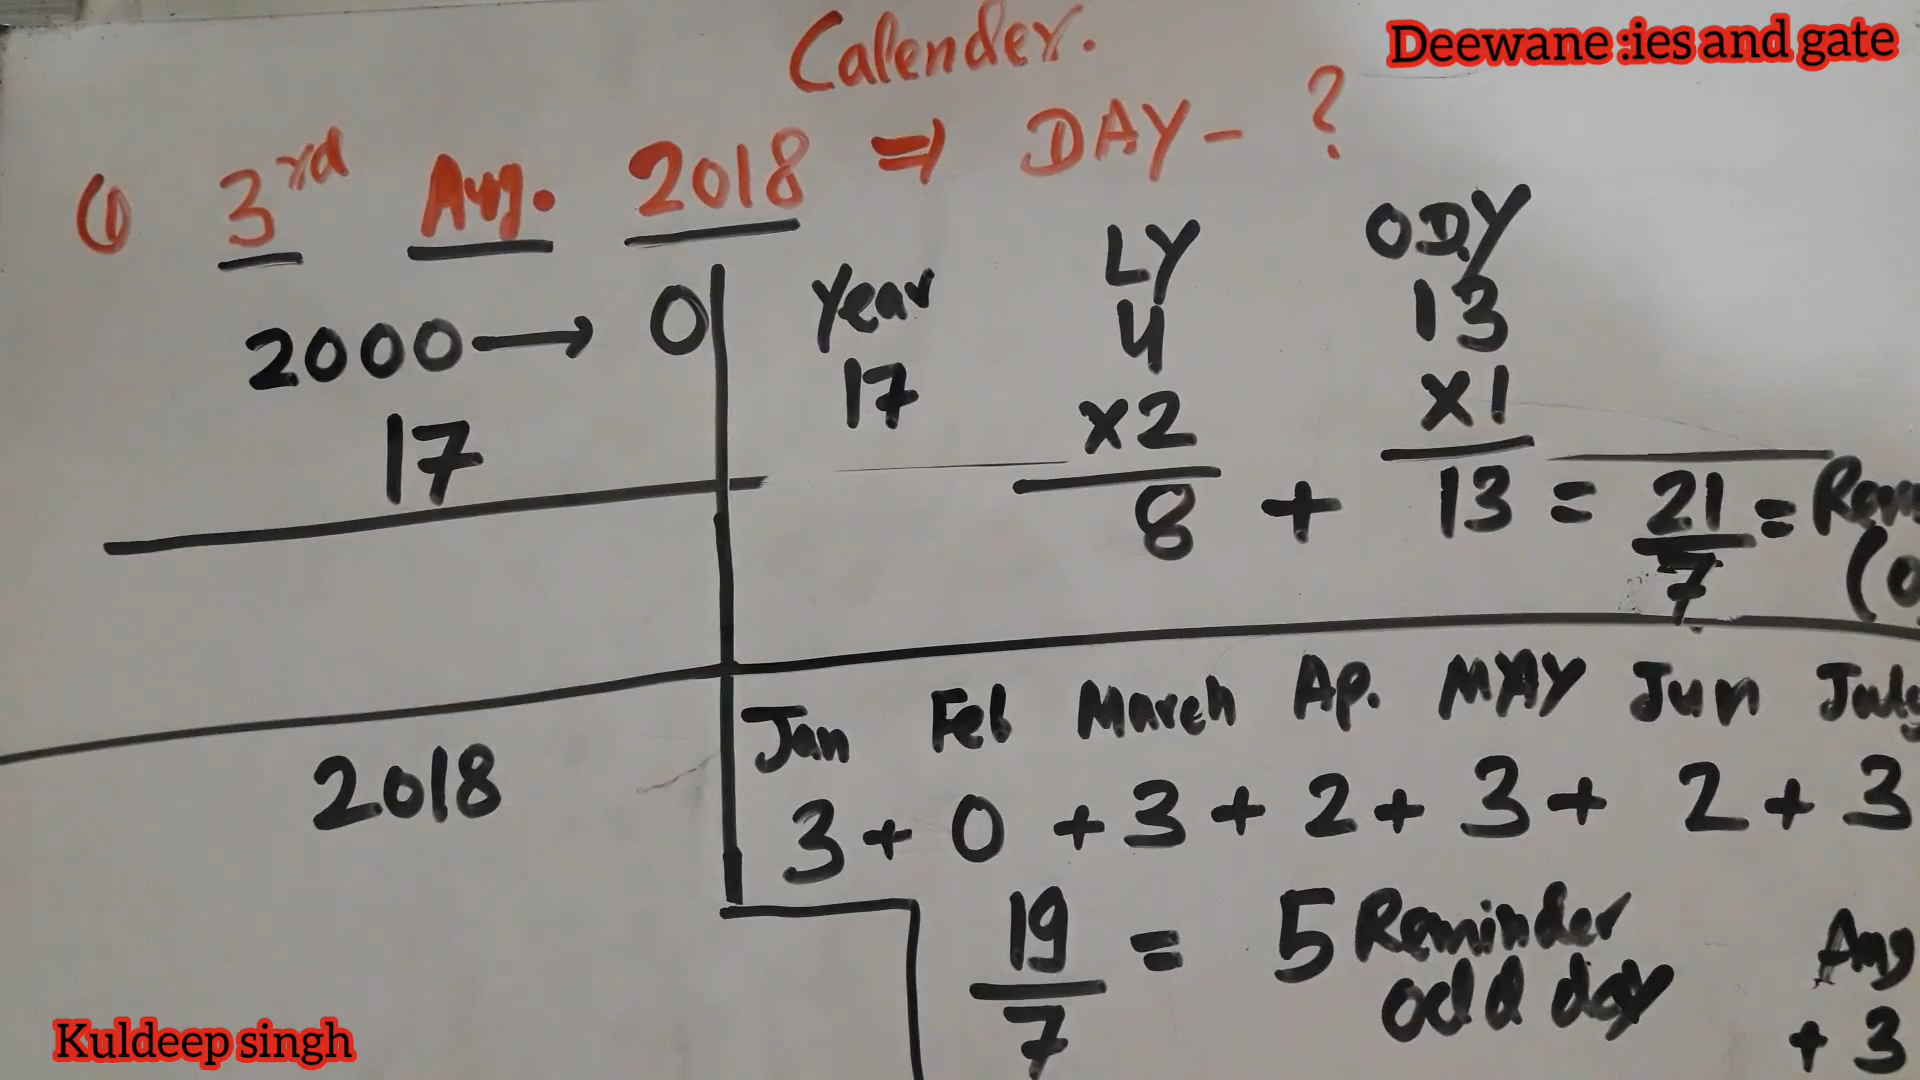 Calender.
Deewane :ies and gate
(1) 3rd Aug. 2018 ⇒ DAY - ?
2000 → 0
17
Year
17
LY
4
×2
8 +
ODY
13
×1
13 = 21/7 =
(0
2018
Jan Feb March Ap. MAY Jun July
3 + 0 + 3 + 2 + 3 + 2 + 3
19/7 = 5 Reminder
odd day
Aug
+ 3
Kuldeep singh